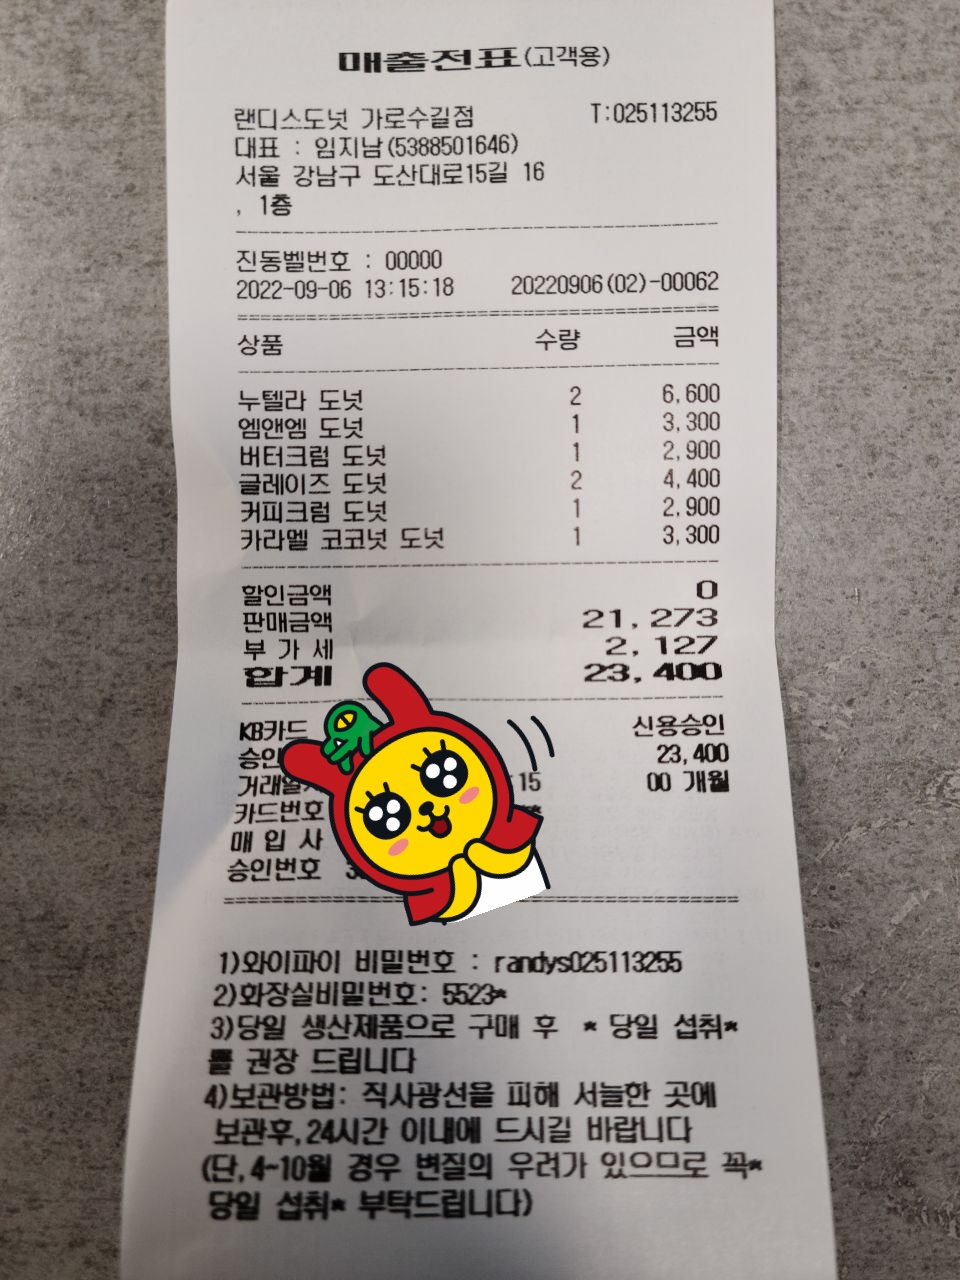 매출전표(고객용)
랜디스도넛 가로수길점 T:025113255
대표 : 임지남(5388501646)
서울 강남구 도산대로15길 16
, 1층
진동벨번호 : 00000
2022-09-06 13:15:18 20220906(02)-00062
상품 수량 금액
누텔라 도넛 2 6,600
엠앤엠 도넛 1 3,300
버터크럼 도넛 1 2,900
글레이즈 도넛 2 4,400
커피크럼 도넛 1 2,900
카라멜 코코넛 도넛 1 3,300
할인금액 0
판매금액 21,273
부 가 세 2,127
합계 23,400
KB카드 신용승인
승인 23,400
:15 00 개월
카드번호
매 입 사
승인번호
1)와이파이 비밀번호 : randys025113255
2)화장실비밀번호: 5523*
3)당일 생산제품으로 구매 후 * 당일 섭취*
를 권장 드립니다
4)보관방법: 직사광선을 피해 서늘한 곳에
보관후,24시간 이내에 드시길 바랍니다
(단,4~10월 경우 변질의 우려가 있으므로 꼭*
당일 섭취* 부탁드립니다)